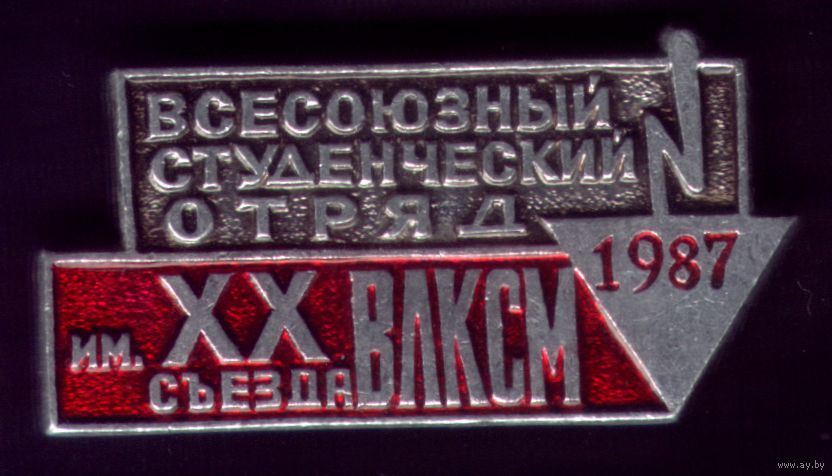 ВСЕСОЮЗНЫЙ
СТУДЕНЧЕСКИЙ
ОТРЯД
1987
ИМ. XX СЪЕЗДА ВЛКСМ
www.ay.by